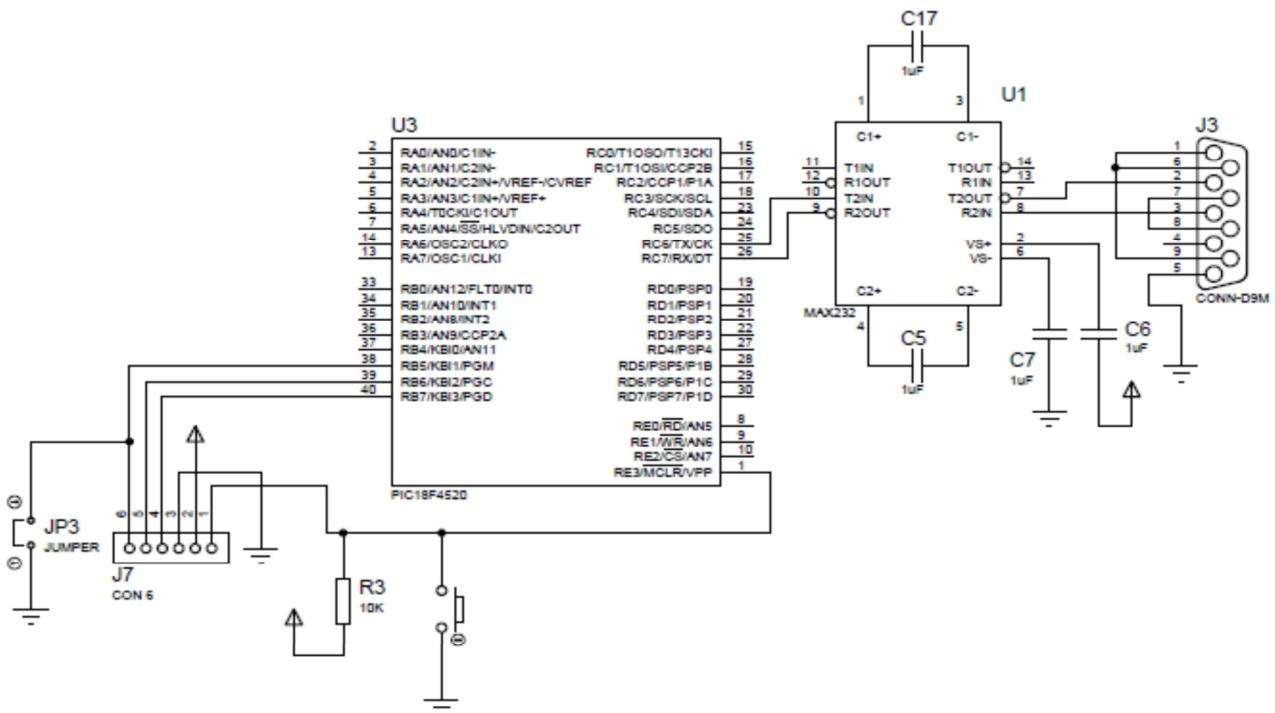 C17
1uF
1
3
U1
C1+
C1-
11
T1IN
T1OUT
14
12
R1OUT
R1IN
13
10
T2IN
T2OUT
7
9
R2OUT
R2IN
8
VS+
2
VS-
6
C2+
C2-
MAX232
4
5
C5
1uF
C7
1uF
C6
1uF
J3
1
6
2
7
3
8
4
9
5
CONN-D9M
U3
2
RA0/AN0/C1IN-
RC0/T1OSO/T13CKI
15
3
RA1/AN1/C2IN-
RC1/T1OSI/CCP2B
16
4
RA2/AN2/C2IN+/VREF-/CVREF
RC2/CCP1/P1A
17
5
RA3/AN3/C1IN+/VREF+
RC3/SCK/SCL
18
6
RA4/T0CKI/C1OUT
RC4/SDI/SDA
23
7
RA5/AN4/SS/HLVDIN/C2OUT
RC5/SDO
24
14
RA6/OSC2/CLKO
RC6/TX/CK
25
13
RA7/OSC1/CLKI
RC7/RX/DT
26
33
RB0/AN12/FLT0/INT0
RD0/PSP0
19
34
RB1/AN10/INT1
RD1/PSP1
20
35
RB2/AN8/INT2
RD2/PSP2
21
36
RB3/AN9/CCP2A
RD3/PSP3
22
37
RB4/KBI0/AN11
RD4/PSP4
27
38
RB5/KBI1/PGM
RD5/PSP5/P1B
28
39
RB6/KBI2/PGC
RD6/PSP6/P1C
29
40
RB7/KBI3/PGD
RD7/PSP7/P1D
30
RE0/RD/AN5
8
RE1/WR/AN6
9
RE2/CS/AN7
10
RE3/MCLR/VPP
1
PIC18F4520
JP3
JUMPER
6
5
4
3
2
1
J7
CON 6
R3
10K